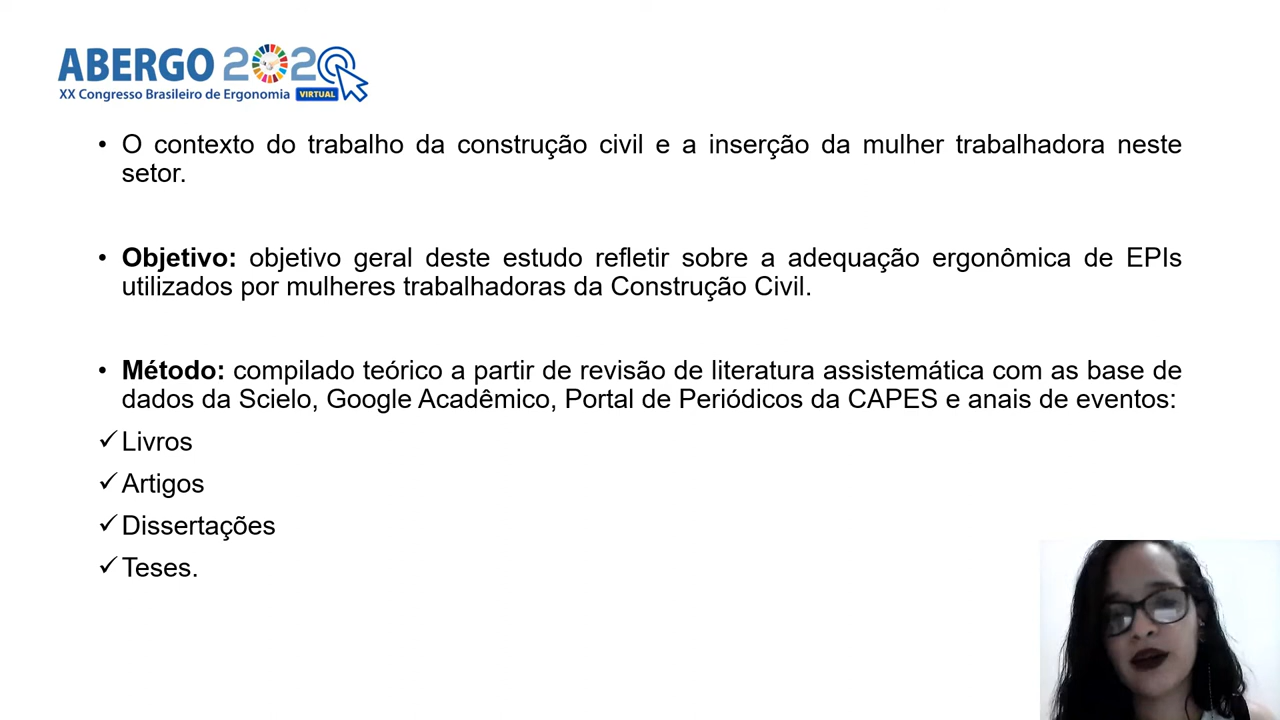 ABERGO 2020
XX Congresso Brasileiro de Ergonomia VIRTUAL
• O contexto do trabalho da construção civil e a inserção da mulher trabalhadora neste
setor.
• Objetivo: objetivo geral deste estudo refletir sobre a adequação ergonômica de EPIs
utilizados por mulheres trabalhadoras da Construção Civil.
• Método: compilado teórico a partir de revisão de literatura assistemática com as base de
dados da Scielo, Google Acadêmico, Portal de Periódicos da CAPES e anais de eventos:
✓ Livros
✓ Artigos
✓ Dissertações
✓ Teses.